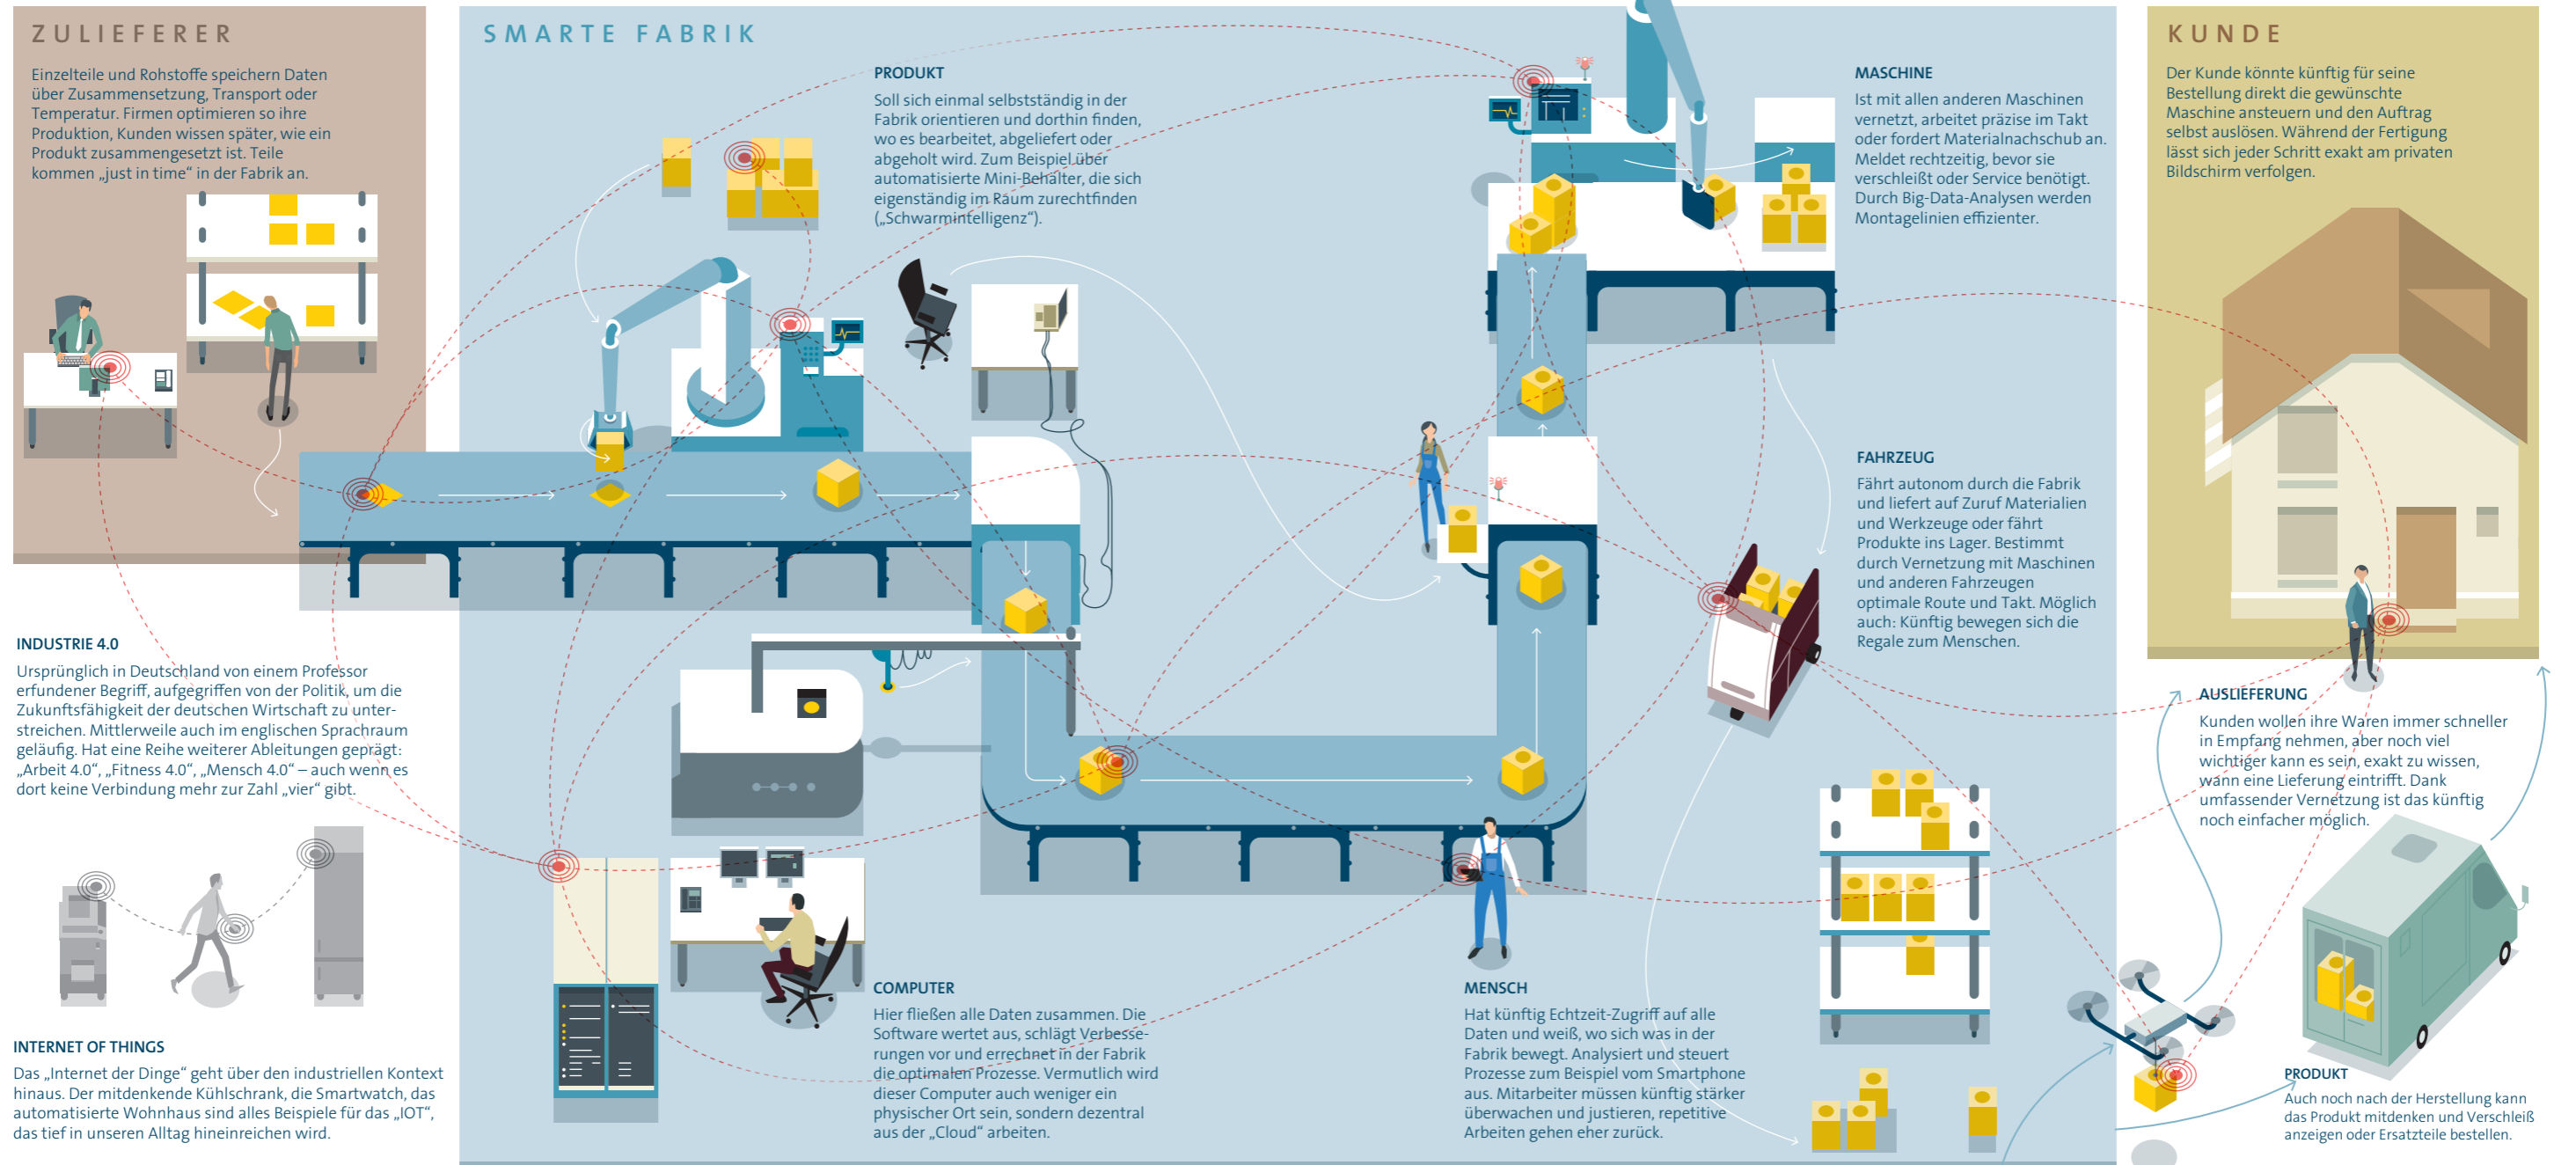 ZULIEFERER
Einzelteile und Rohstoffe speichern Daten
über Zusammensetzung, Transport oder
Temperatur. Firmen optimieren so ihre
Produktion, Kunden wissen später, wie ein
Produkt zusammengesetzt ist. Teile
kommen „just in time“ in der Fabrik an.
SMARTE FABRIK
PRODUKT
Soll sich einmal selbstständig in der
Fabrik orientieren und dorthin finden,
wo es bearbeitet, abgeliefert oder
abgeholt wird. Zum Beispiel über
automatisierte Mini-Behälter, die sich
eigenständig im Raum zurechtfinden
(„Schwarmintelligenz“).
MASCHINE
Ist mit allen anderen Maschinen
vernetzt, arbeitet präzise im Takt
oder fordert Materialnachschub an.
Meldet rechtzeitig, bevor sie
verschleißt oder Service benötigt.
Durch Big-Data-Analysen werden
Montagelinien effizienter.
KUNDE
Der Kunde könnte künftig für seine
Bestellung direkt die gewünschte
Maschine ansteuern und den Auftrag
selbst auslösen. Während der Fertigung
lässt sich jeder Schritt exakt am privaten
Bildschirm verfolgen.
FAHRZEUG
Fährt autonom durch die Fabrik
und liefert auf Zuruf Materialien
und Werkzeuge oder fährt
Produkte ins Lager. Bestimmt
durch Vernetzung mit Maschinen
und anderen Fahrzeugen
optimale Route und Takt. Möglich
auch: Künftig bewegen sich die
Regale zum Menschen.
INDUSTRIE 4.0
Ursprünglich in Deutschland von einem Professor
erfundener Begriff, aufgegriffen von der Politik, um die
Zukunftsfähigkeit der deutschen Wirtschaft zu unter-
streichen. Mittlerweile auch im englischen Sprachraum
geläufig. Hat eine Reihe weiterer Ableitungen geprägt:
„Arbeit 4.0“, „Fitness 4.0“, „Mensch 4.0“ – auch wenn es
dort keine Verbindung mehr zur Zahl „vier“ gibt.
AUSLIEFERUNG
Kunden wollen ihre Waren immer schneller
in Empfang nehmen, aber noch viel
wichtiger kann es sein, exakt zu wissen,
wann eine Lieferung eintrifft. Dank
umfassender Vernetzung ist das künftig
noch einfacher möglich.
INTERNET OF THINGS
Das „Internet der Dinge“ geht über den industriellen Kontext
hinaus. Der mitdenkende Kühlschrank, die Smartwatch, das
automatisierte Wohnhaus sind alles Beispiele für das „IOT“,
das tief in unseren Alltag hineinreichen wird.
COMPUTER
Hier fließen alle Daten zusammen. Die
Software wertet aus, schlägt Verbesse-
rungen vor und errechnet in der Fabrik
die optimalen Prozesse. Vermutlich wird
dieser Computer auch weniger ein
physischer Ort sein, sondern dezentral
aus der „Cloud“ arbeiten.
MENSCH
Hat künftig Echtzeit-Zugriff auf alle
Daten und weiß, wo sich was in der
Fabrik bewegt. Analysiert und steuert
Prozesse zum Beispiel vom Smartphone
aus. Mitarbeiter müssen künftig stärker
überwachen und justieren, repetitive
Arbeiten gehen eher zurück.
PRODUKT
Auch noch nach der Herstellung kann
das Produkt mitdenken und Verschleiß
anzeigen oder Ersatzteile bestellen.